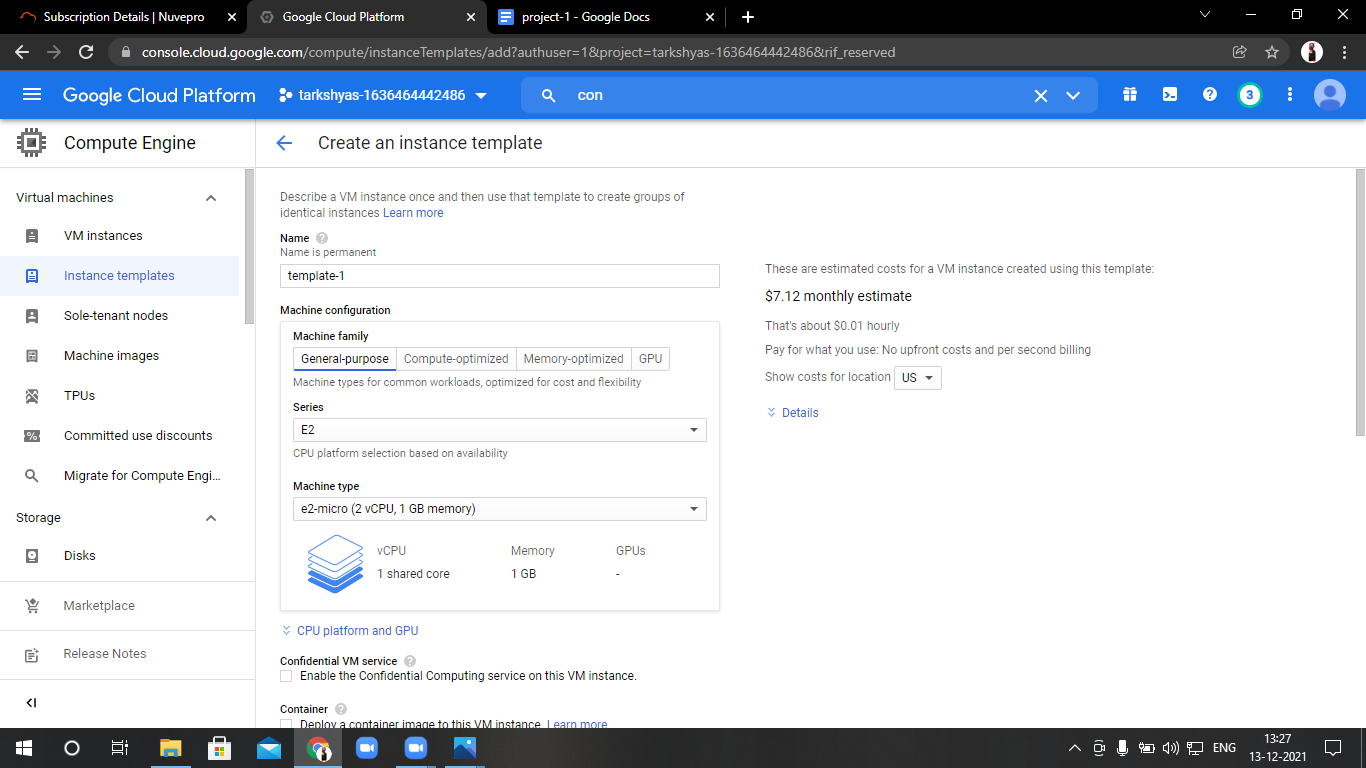 Subscription Details | Nuvepro
Google Cloud Platform
project-1 - Google Docs
console.cloud.google.com/compute/instanceTemplates/add?authuser=1&project=tarkshyas-1636464442486&rif_reserved
Google Cloud Platform
tarkshyas-1636464442486
con
3
Compute Engine
Create an instance template
Virtual machines
VM instances
Instance templates
Sole-tenant nodes
Machine images
TPUs
Committed use discounts
Migrate for Compute Engi...
Storage
Disks
Marketplace
Release Notes
Describe a VM instance once and then use that template to create groups of
identical instances Learn more
Name
Name is permanent
template-1
Machine configuration
Machine family
General-purpose Compute-optimized Memory-optimized GPU
Machine types for common workloads, optimized for cost and flexibility
Series
E2
CPU platform selection based on availability
Machine type
e2-micro (2 vCPU, 1 GB memory)
vCPU Memory GPUs
1 shared core 1 GB -
CPU platform and GPU
Confidential VM service
Enable the Confidential Computing service on this VM instance.
Container
Deploy a container image to this VM instance. Learn more
These are estimated costs for a VM instance created using this template:
$7.12 monthly estimate
That's about $0.01 hourly
Pay for what you use: No upfront costs and per second billing
Show costs for location US
Details
ENG
13:27
13-12-2021